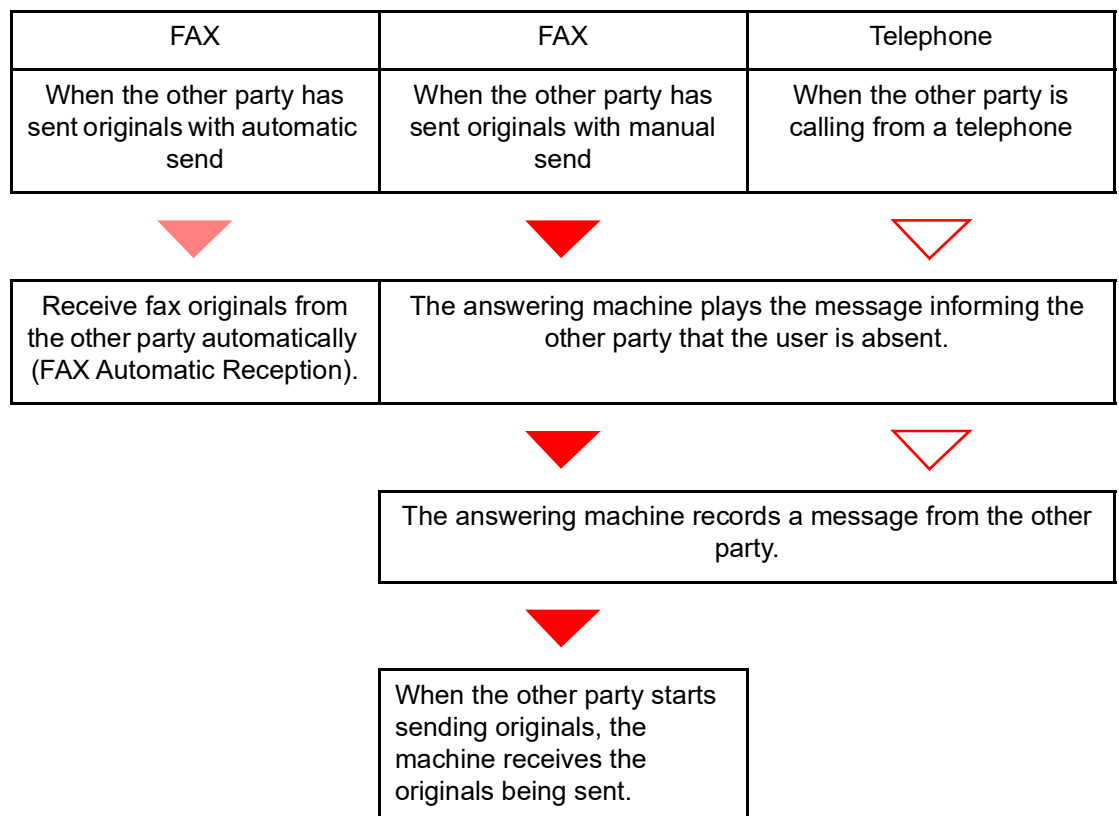 FAX
FAX
Telephone
When the other party has
sent originals with automatic
send
When the other party has
sent originals with manual
send
When the other party is
calling from a telephone
Receive fax originals from
the other party automatically
(FAX Automatic Reception).
The answering machine plays the message informing the
other party that the user is absent.
The answering machine records a message from the other
party.
When the other party starts
sending originals, the
machine receives the
originals being sent.